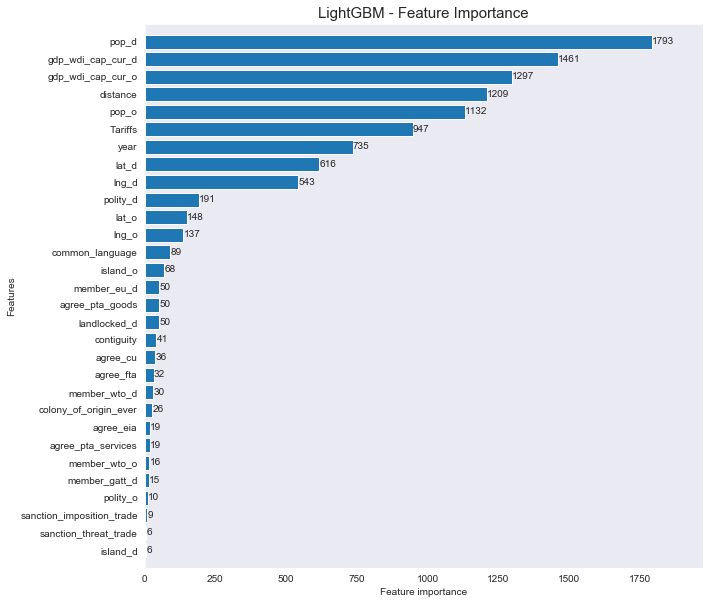 LightGBM - Feature Importance
pop_d 1793
gdp_wdi_cap_cur_d 1461
gdp_wdi_cap_cur_o 1297
distance 1209
pop_o 1132
Tariffs 947
year 735
lat_d 616
lng_d 543
polity_d 191
lat_o 148
lng_o 137
common_language 89
island_o 68
member_eu_d 50
agree_pta_goods 50
landlocked_d 50
contiguity 41
agree_cu 36
agree_fta 32
member_wto_d 30
colony_of_origin_ever 26
agree_eia 19
agree_pta_services 19
member_wto_o 16
member_gatt_d 15
polity_o 10
sanction_imposition_trade 9
sanction_threat_trade 6
island_d 6
Features
0 250 500 750 1000 1250 1500 1750
Feature importance